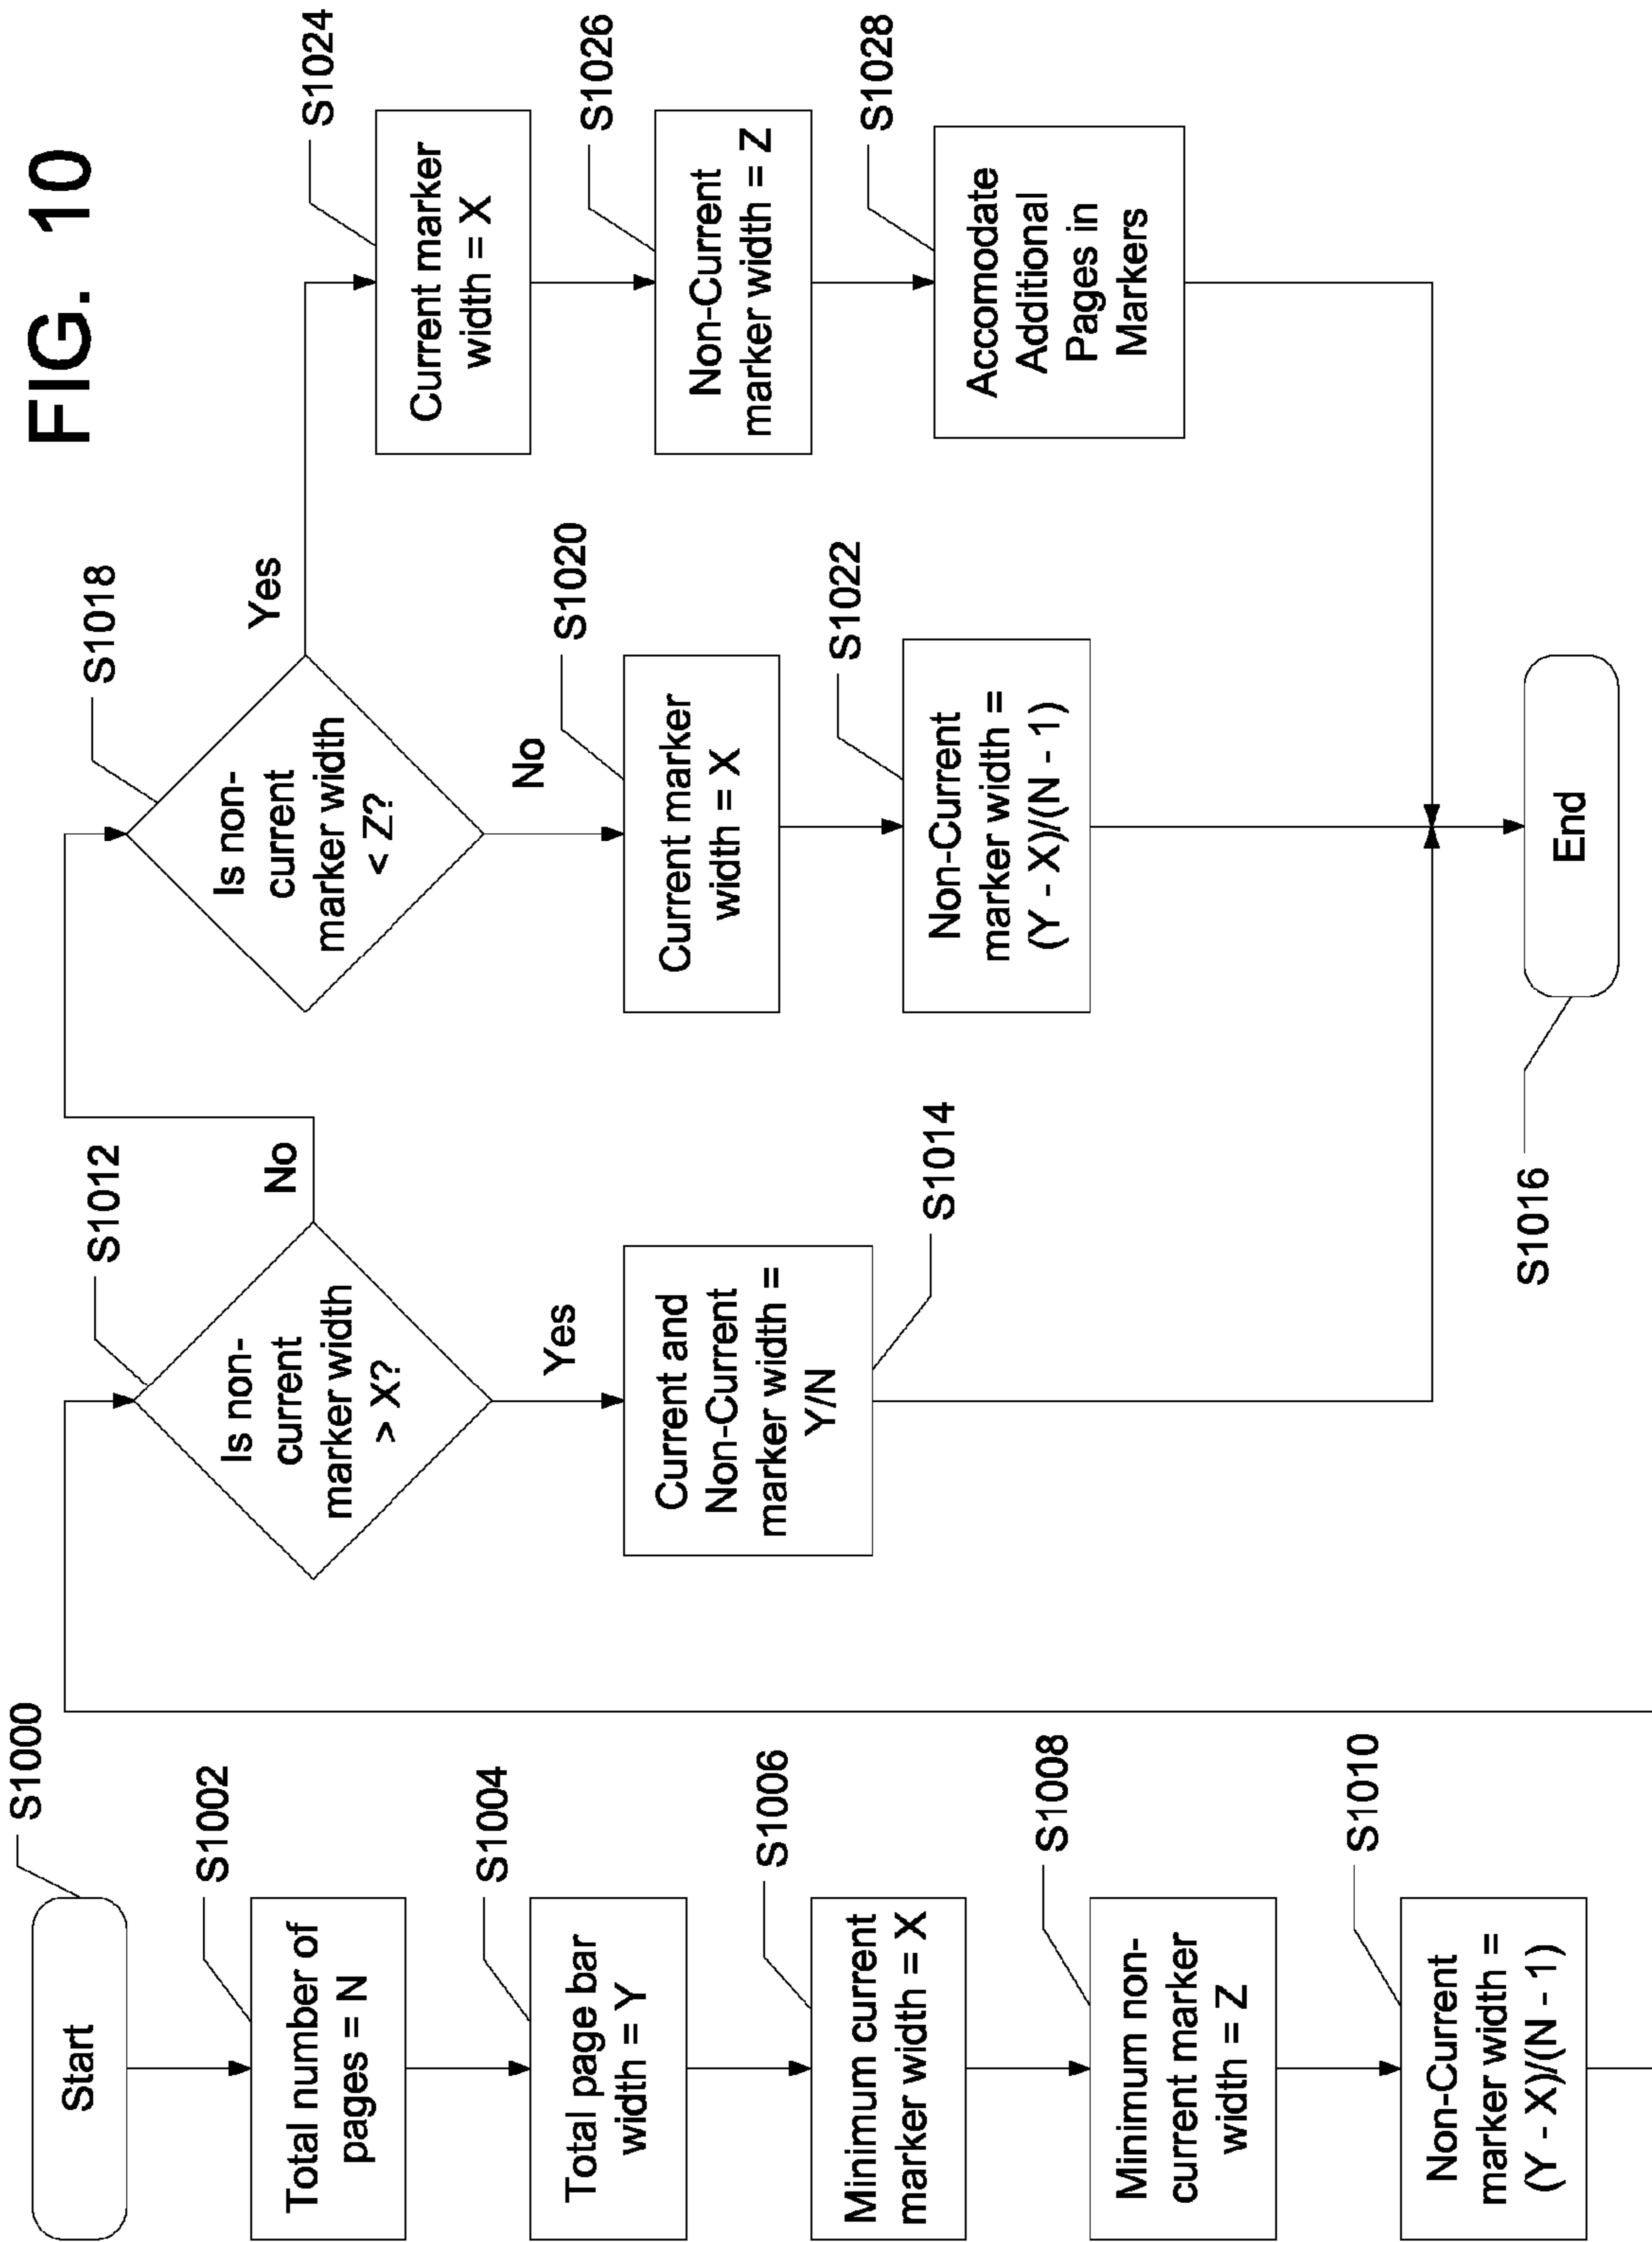 FIG. 10
S1000
Start
S1002
Total number of
pages = N
S1004
Total page bar
width = Y
S1006
Minimum current
marker width = X
S1008
Minimum non-
current marker
width = Z
S1010
Non-Current
marker width =
(Y - X)/(N - 1)
S1012
Is non-
current
marker width
> X?
No
Yes
Current and
Non-Current
marker width =
Y/N
S1014
S1018
Is non-
current
marker width
< Z?
Yes
No
S1020
Current marker
width = X
S1022
Non-Current
marker width =
(Y - X)/(N - 1)
S1024
Current marker
width = X
S1026
Non-Current
marker width = Z
S1028
Accomodate
Additional
Pages in
Markers
End
S1016